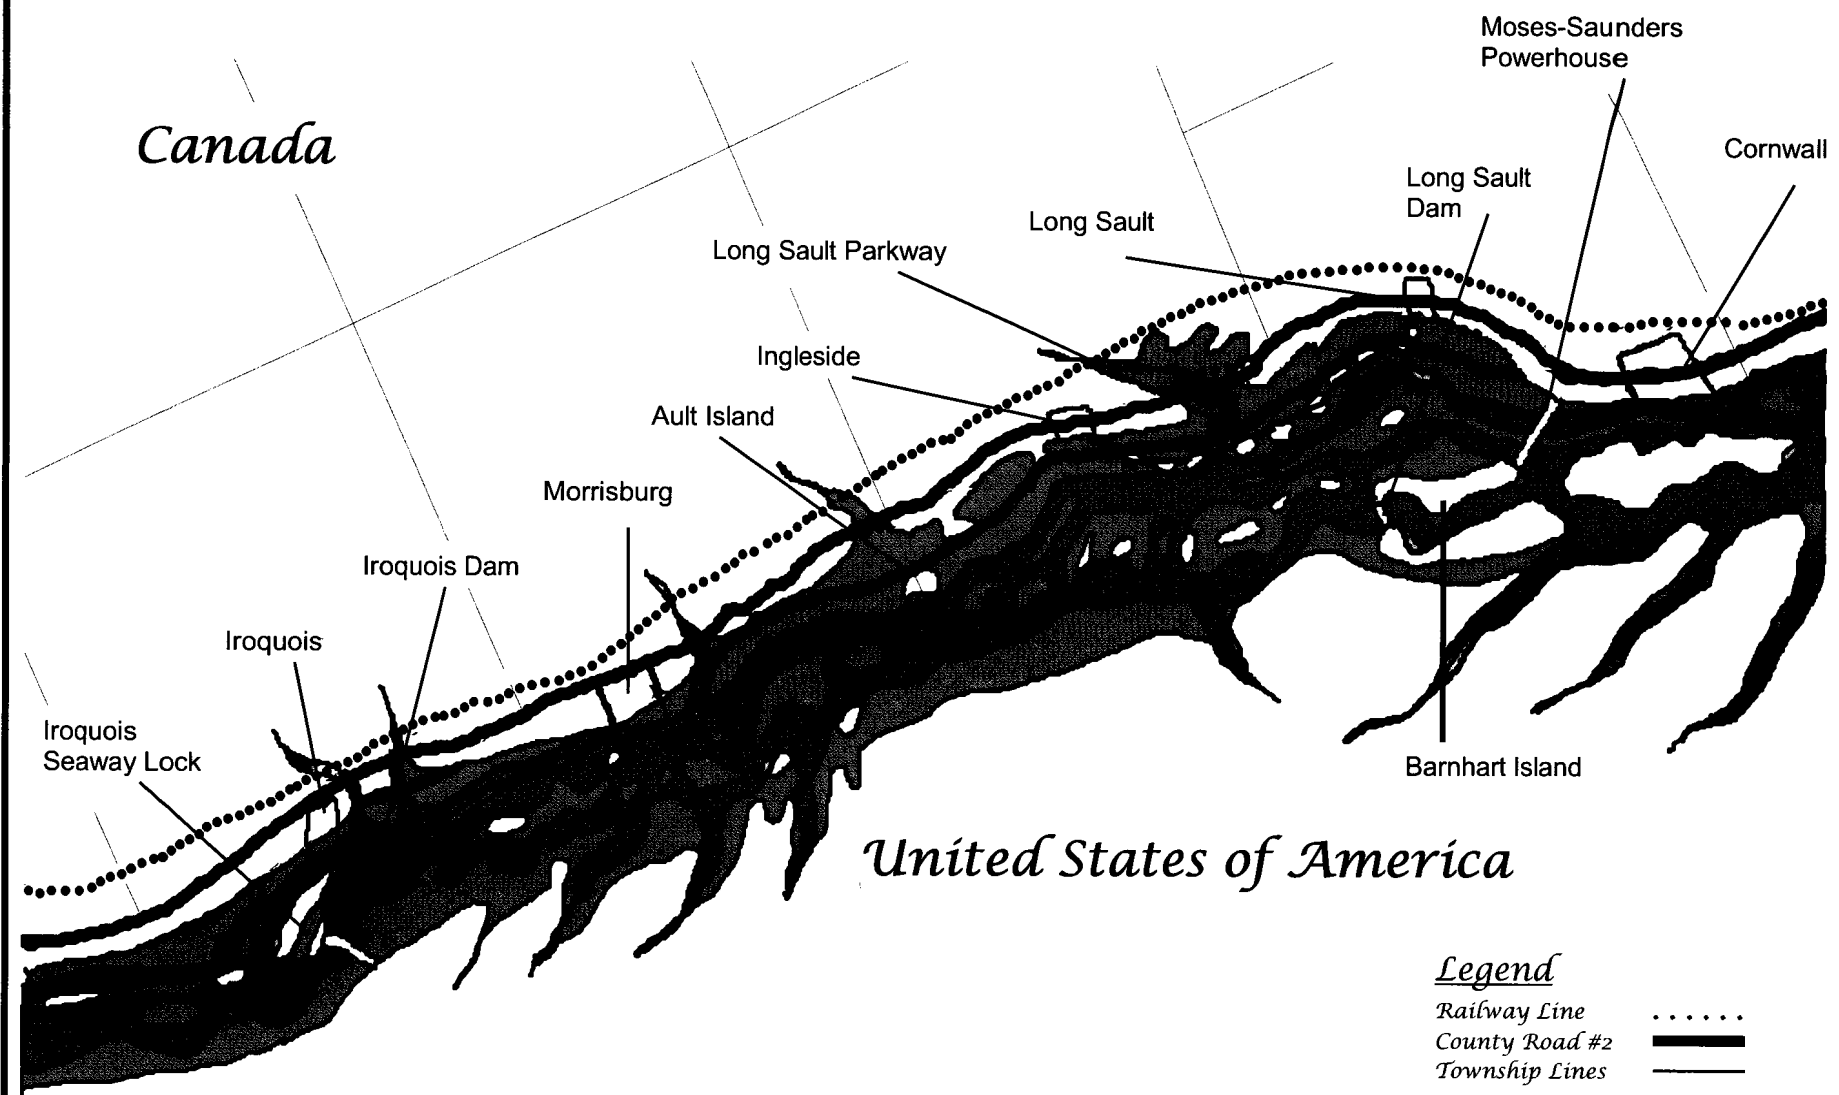 Moses-Saunders
Powerhouse
Canada
Cornwall
Long Sault
Dam
Long Sault
Long Sault Parkway
Ingleside
Ault Island
Morrisburg
Iroquois Dam
Iroquois
Iroquois
Seaway Lock
Barnhart Island
United States of America
Legend
Railway Line
County Road #2
Township Lines